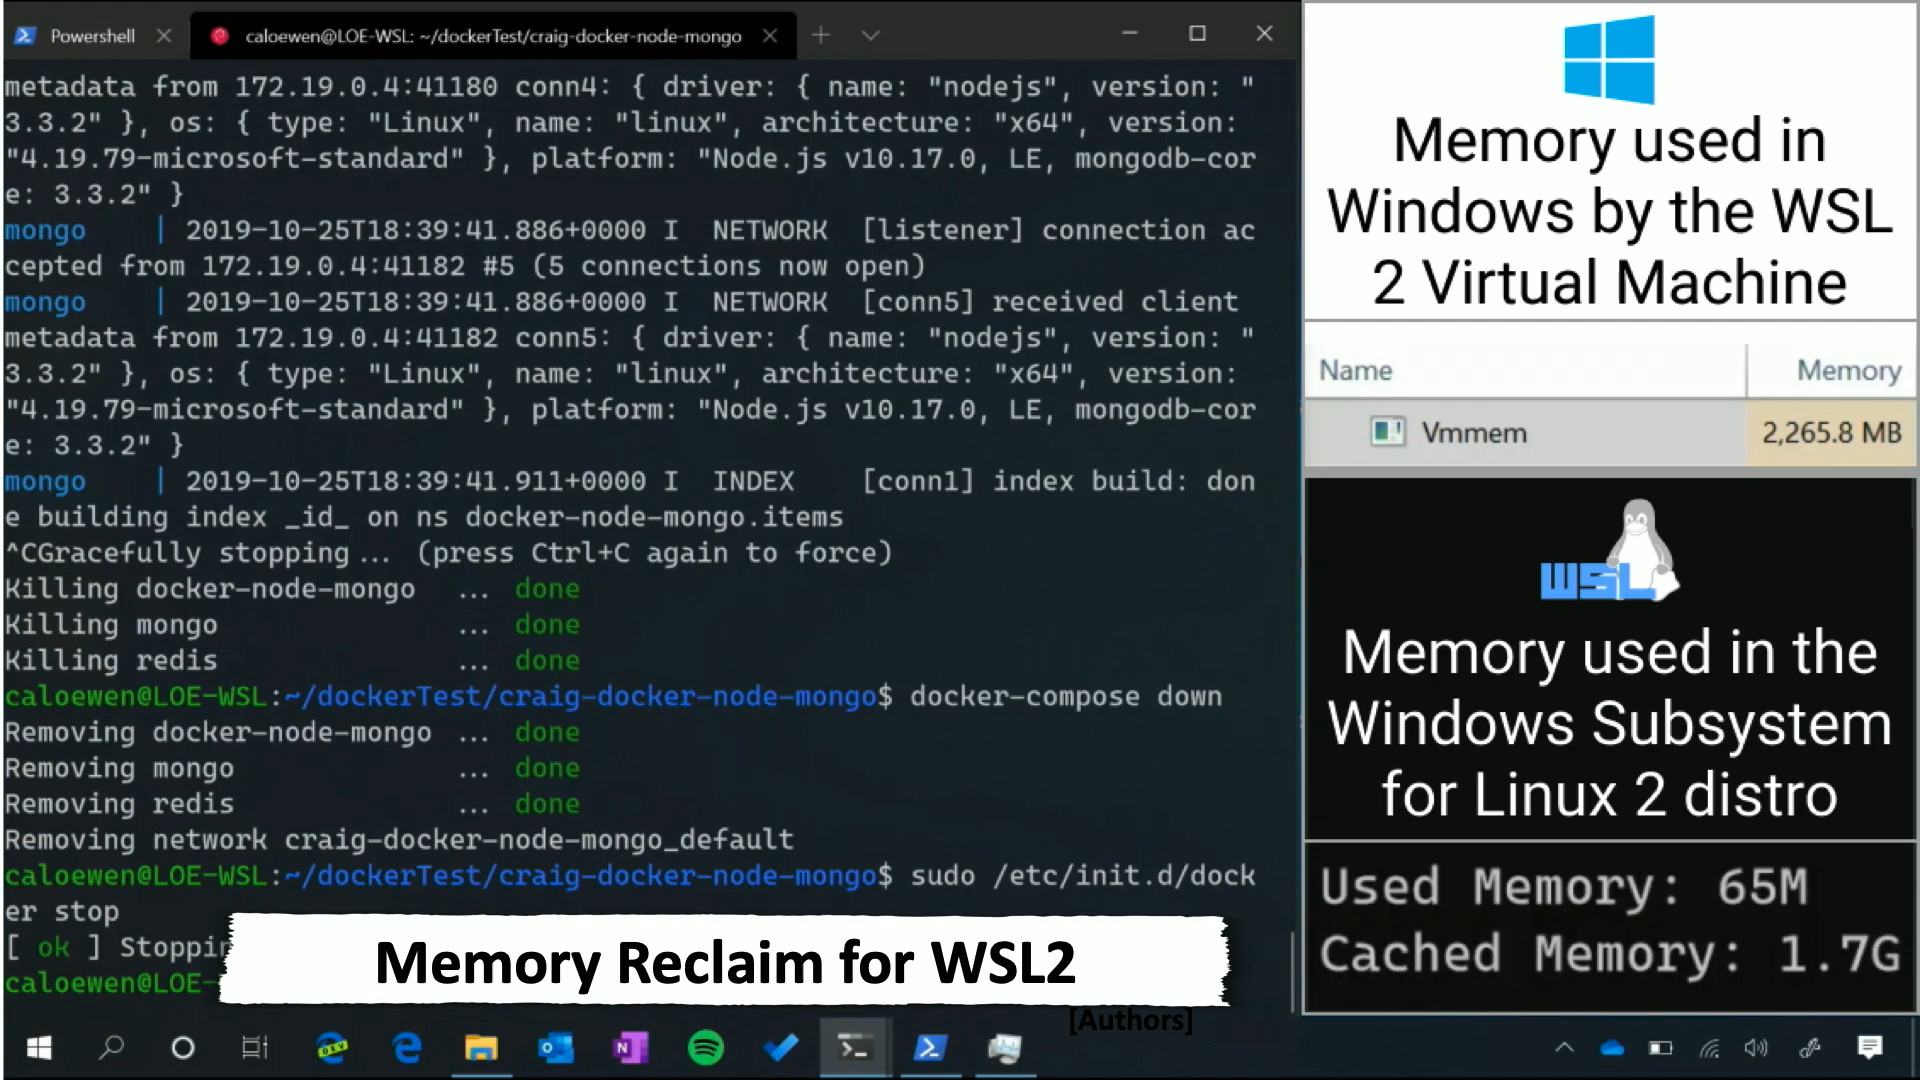 Powershell
caloewen@LOE-WSL: ~/dockerTest/craig-docker-node-mongo
metadata from 172.19.0.4:41180 conn4: { driver: { name: "nodejs", version: "
3.3.2" }, os: { type: "Linux", name: "linux", architecture: "x64", version:
"4.19.79-microsoft-standard" }, platform: "Node.js v10.17.0, LE, mongodb-cor
e: 3.3.2" }
mongo | 2019-10-25T18:39:41.886+0000 I NETWORK [listener] connection ac
cepted from 172.19.0.4:41182 #5 (5 connections now open)
mongo | 2019-10-25T18:39:41.886+0000 I NETWORK [conn5] received client
metadata from 172.19.0.4:41182 conn5: { driver: { name: "nodejs", version: "
3.3.2" }, os: { type: "Linux", name: "linux", architecture: "x64", version:
"4.19.79-microsoft-standard" }, platform: "Node.js v10.17.0, LE, mongodb-cor
e: 3.3.2" }
mongo | 2019-10-25T18:39:41.911+0000 I INDEX [conn1] index build: don
e building index _id_ on ns docker-node-mongo.items
^CGracefully stopping ... (press Ctrl+C again to force)
Killing docker-node-mongo ... done
Killing mongo ... done
Killing redis ... done
caloewen@LOE-WSL:~/dockerTest/craig-docker-node-mongo$ docker-compose down
Removing docker-node-mongo ... done
Removing mongo ... done
Removing redis ... done
Removing network craig-docker-node-mongo_default
caloewen@LOE-WSL:~/dockerTest/craig-docker-node-mongo$ sudo /etc/init.d/dock
er stop
[ ok ] Stoppin
caloewen@LOE-
Memory Reclaim for WSL2
[Authors]
Memory used in
Windows by the WSL
2 Virtual Machine
Name Memory
Vmmem 2,265.8 MB
WSL
Memory used in the
Windows Subsystem
for Linux 2 distro
Used Memory: 65M
Cached Memory: 1.7G